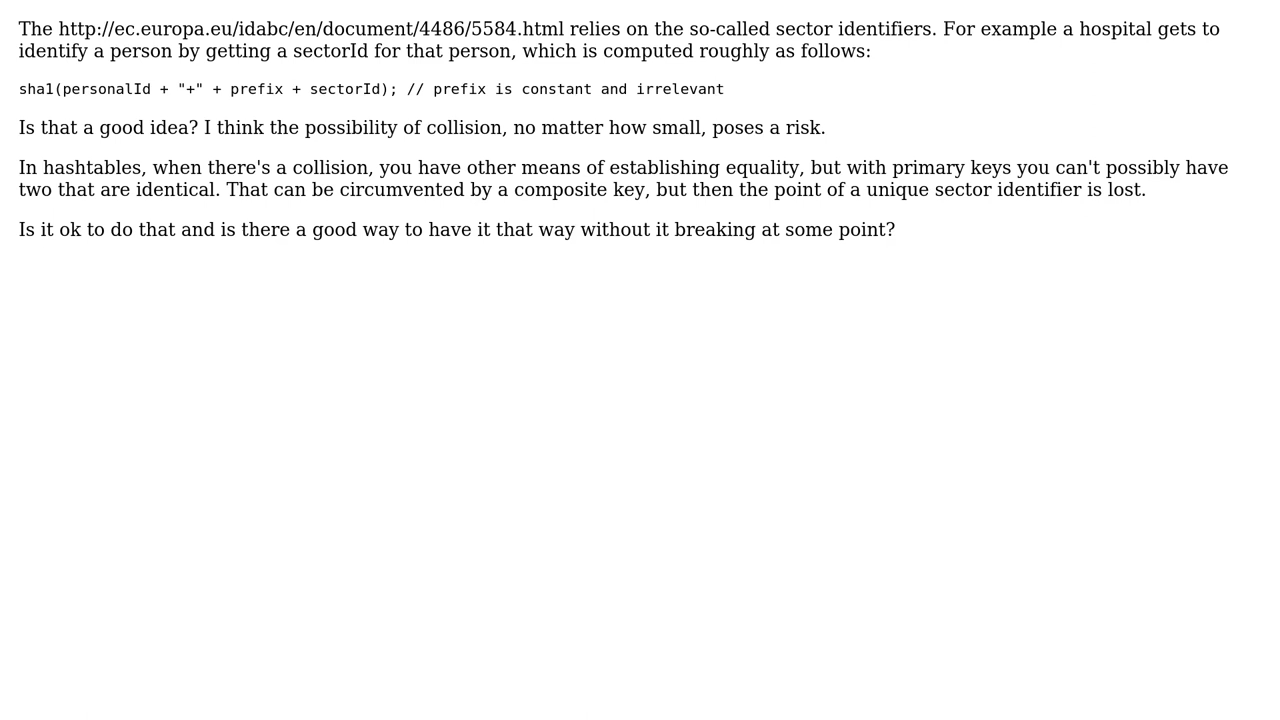 The http://ec.europa.eu/idabc/en/document/4486/5584.html relies on the so-called sector identifiers. For example a hospital gets to
identify a person by getting a sectorId for that person, which is computed roughly as follows:
sha1(personalId + "+" + prefix + sectorId); // prefix is constant and irrelevant
Is that a good idea? I think the possibility of collision, no matter how small, poses a risk.
In hashtables, when there's a collision, you have other means of establishing equality, but with primary keys you can't possibly have
two that are identical. That can be circumvented by a composite key, but then the point of a unique sector identifier is lost.
Is it ok to do that and is there a good way to have it that way without it breaking at some point?